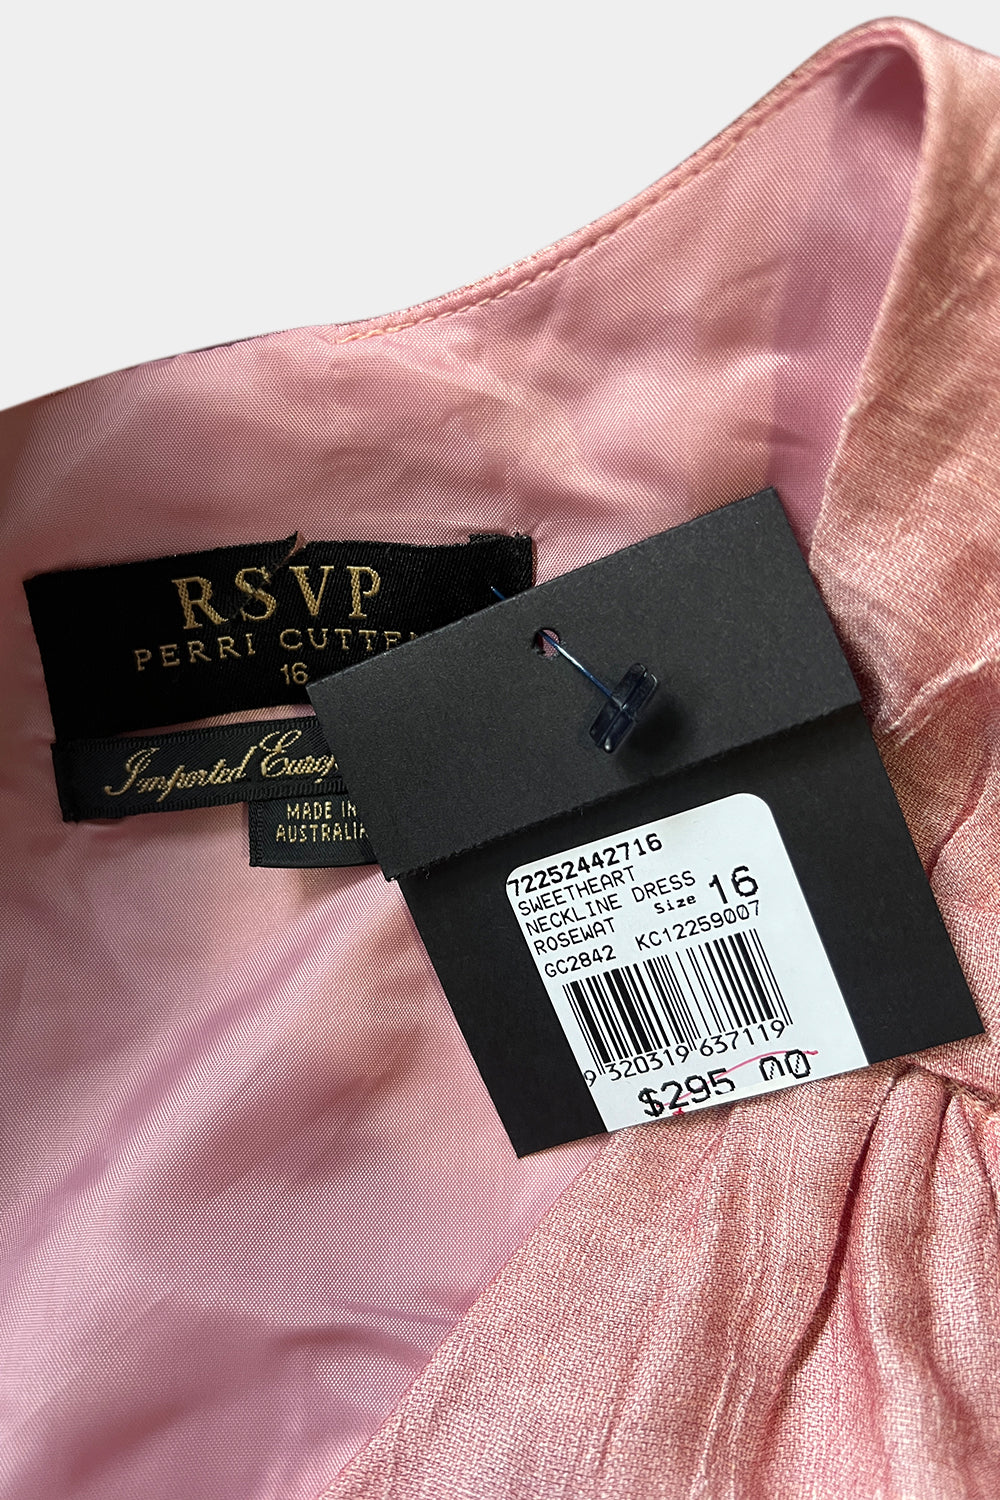 RSVP
PERRI CUTTE
16
Imported
MADE IN
AUSTRALIA
72252442716
SWEETHEART
NECKLINE DRESS
ROSEWAT
Size 16
GC2842 KC12259007
9 320319 637119
$295.00